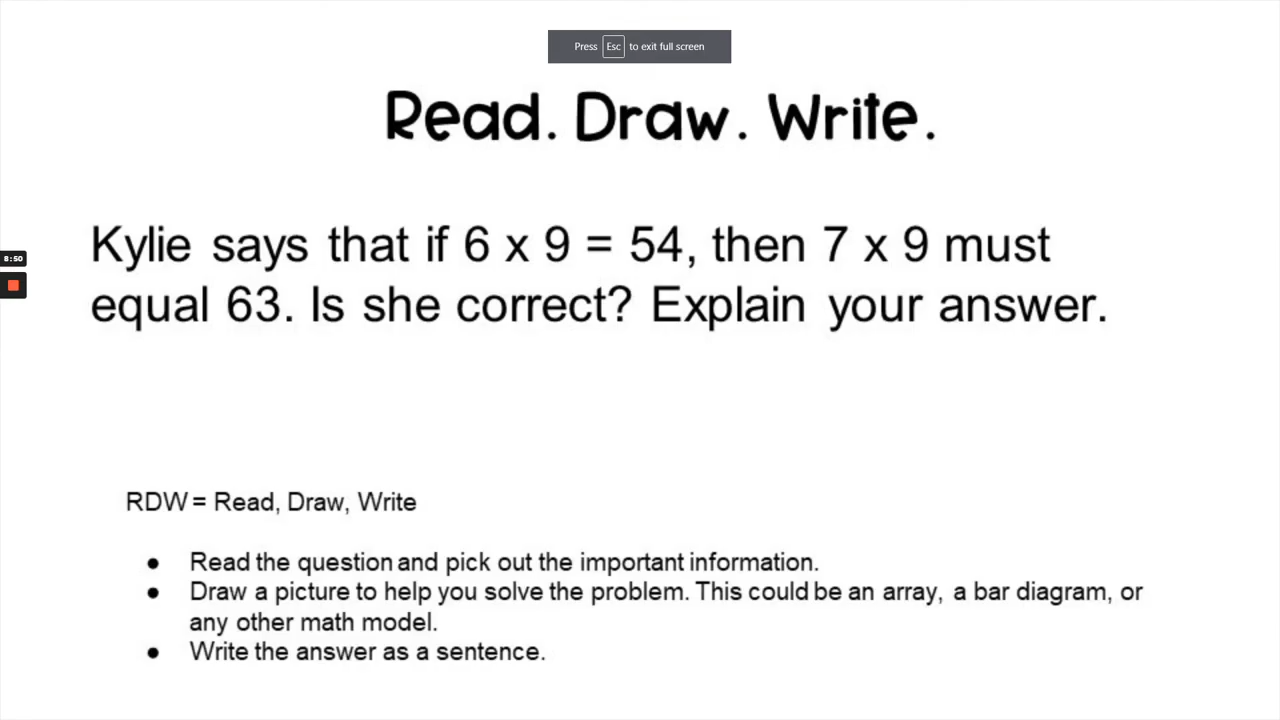 Press Esc to exit full screen
Read. Draw. Write.
Kylie says that if 6 x 9 = 54, then 7 x 9 must
8:50
equal 63. Is she correct? Explain your answer.
RDW = Read, Draw, Write
● Read the question and pick out the important information.
● Draw a picture to help you solve the problem. This could be an array, a bar diagram, or
any other math model.
● Write the answer as a sentence.